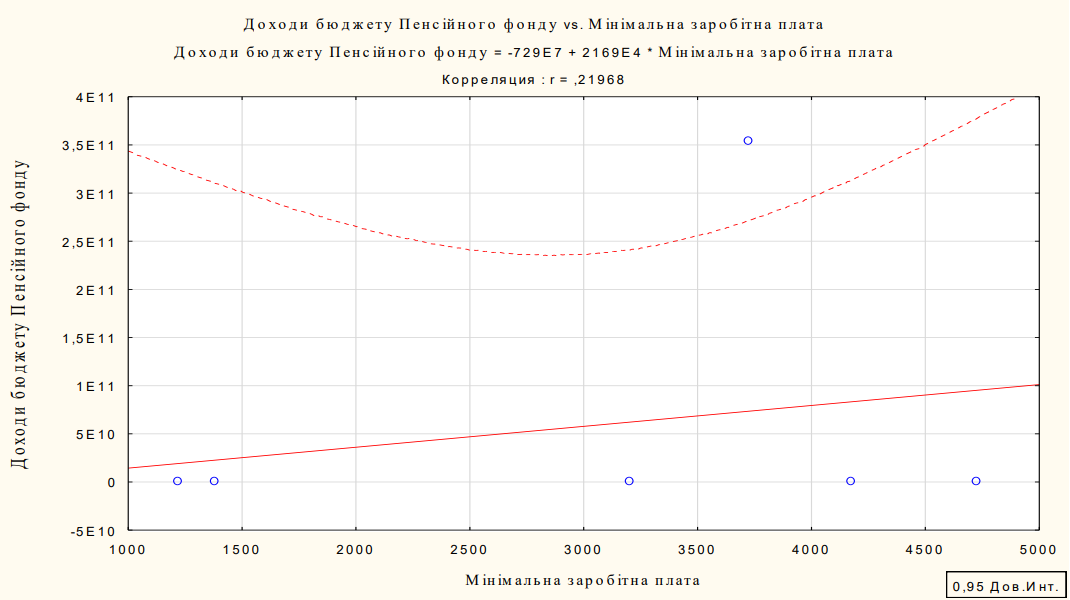 Доходи бюджету Пенсійного фонду vs. Мінімальна заробітна плата
Доходи бюджету Пенсійного фонду = -729E7 + 2169E4 * Мінімальна заробітна плата
Корреляция : r = ,21968
Доходи бюджету Пенсійного фонду
4E11
3,5E11
3E11
2,5E11
2E11
1,5E11
1E11
5E10
0
-5E10
1000 1500 2000 2500 3000 3500 4000 4500 5000
Мінімальна заробітна плата
0,95 Дов.Инт.